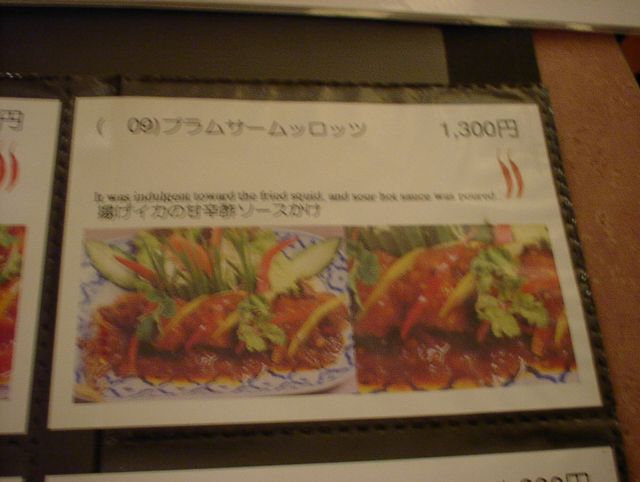 円
( 09)プラムサームッロッツ 1,300円
It was indulgent toward the fried squid, and sour hot sauce was poured.
揚げイカの甘辛酢ソースかけ